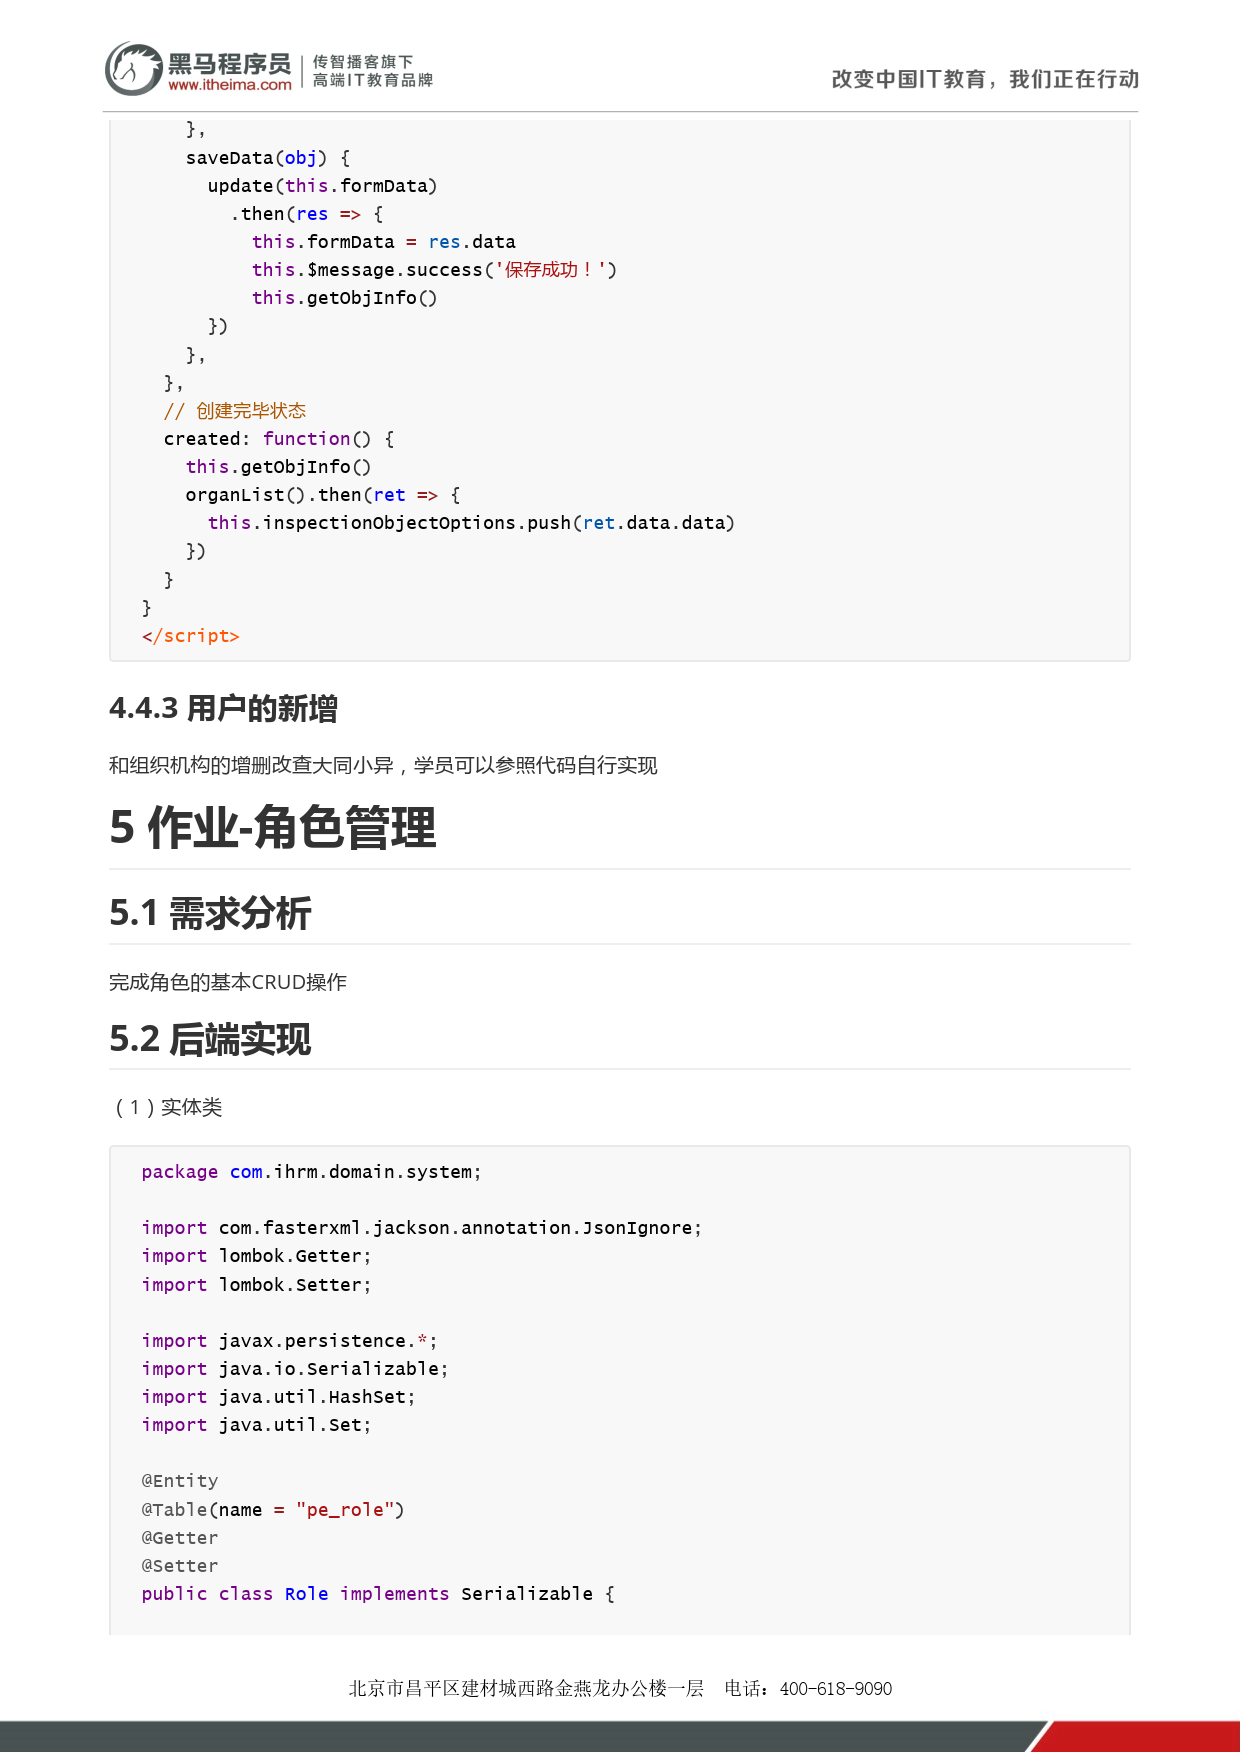 黑马程序员
www.itheima.com
传智播客旗下
高端IT教育品牌
改变中国IT教育，我们正在行动
    },
    saveData(obj) {
      update(this.formData)
        .then(res => {
          this.formData = res.data
          this.$message.success('保存成功！')
          this.getObjInfo()
      })
    },
  },
  // 创建完毕状态
  created: function() {
    this.getObjInfo()
    organList().then(ret => {
      this.inspectionObjectOptions.push(ret.data.data)
    })
  }
}
</script>
4.4.3 用户的新增
和组织机构的增删改查大同小异，学员可以参照代码自行实现
5 作业-角色管理
5.1 需求分析
完成角色的基本CRUD操作
5.2 后端实现
（1）实体类
package com.ihrm.domain.system;
import com.fasterxml.jackson.annotation.JsonIgnore;
import lombok.Getter;
import lombok.Setter;
import javax.persistence.*;
import java.io.Serializable;
import java.util.HashSet;
import java.util.Set;
@Entity
@Table(name = "pe_role")
@Getter
@Setter
public class Role implements Serializable {
北京市昌平区建材城西路金燕龙办公楼一层 电话：400-618-9090